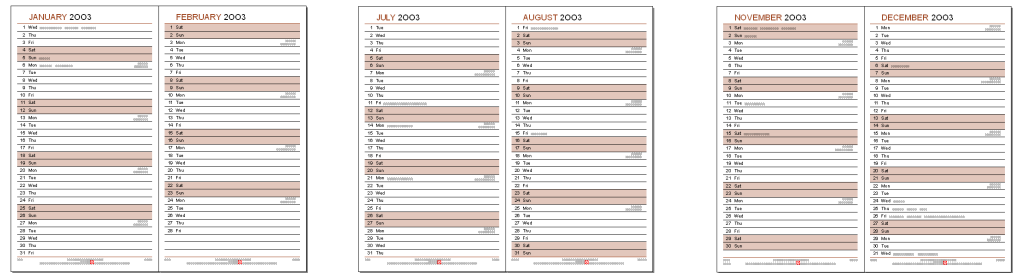 JANUARY 2003
1 Wed
2 Thu
3 Fri
4 Sat
5 Sun
6 Mon
7 Tue
8 Wed
9 Thu
10 Fri
11 Sat
12 Sun
13 Mon
14 Tue
15 Wed
16 Thu
17 Fri
18 Sat
19 Sun
20 Mon
21 Tue
22 Wed
23 Thu
24 Fri
25 Sat
26 Sun
27 Mon
28 Tue
29 Wed
30 Thu
31 Fri
FEBRUARY 2003
1 Sat
2 Sun
3 Mon
4 Tue
5 Wed
6 Thu
7 Fri
8 Sat
9 Sun
10 Mon
11 Tue
12 Wed
13 Thu
14 Fri
15 Sat
16 Sun
17 Mon
18 Tue
19 Wed
20 Thu
21 Fri
22 Sat
23 Sun
24 Mon
25 Tue
26 Wed
27 Thu
28 Fri
JULY 2003
1 Tue
2 Wed
3 Thu
4 Fri
5 Sat
6 Sun
7 Mon
8 Tue
9 Wed
10 Thu
11 Fri
12 Sat
13 Sun
14 Mon
15 Tue
16 Wed
17 Thu
18 Fri
19 Sat
20 Sun
21 Mon
22 Tue
23 Wed
24 Thu
25 Fri
26 Sat
27 Sun
28 Mon
29 Tue
30 Wed
31 Thu
AUGUST 2003
1 Fri
2 Sat
3 Sun
4 Mon
5 Tue
6 Wed
7 Thu
8 Fri
9 Sat
10 Sun
11 Mon
12 Tue
13 Wed
14 Thu
15 Fri
16 Sat
17 Sun
18 Mon
19 Tue
20 Wed
21 Thu
22 Fri
23 Sat
24 Sun
25 Mon
26 Tue
27 Wed
28 Thu
29 Fri
30 Sat
31 Sun
NOVEMBER 2003
1 Sat
2 Sun
3 Mon
4 Tue
5 Wed
6 Thu
7 Fri
8 Sat
9 Sun
10 Mon
11 Tue
12 Wed
13 Thu
14 Fri
15 Sat
16 Sun
17 Mon
18 Tue
19 Wed
20 Thu
21 Fri
22 Sat
23 Sun
24 Mon
25 Tue
26 Wed
27 Thu
28 Fri
29 Sat
30 Sun
DECEMBER 2003
1 Mon
2 Tue
3 Wed
4 Thu
5 Fri
6 Sat
7 Sun
8 Mon
9 Tue
10 Wed
11 Thu
12 Fri
13 Sat
14 Sun
15 Mon
16 Tue
17 Wed
18 Thu
19 Fri
20 Sat
21 Sun
22 Mon
23 Tue
24 Wed
25 Thu
26 Fri
27 Sat
28 Sun
29 Mon
30 Tue
31 Wed